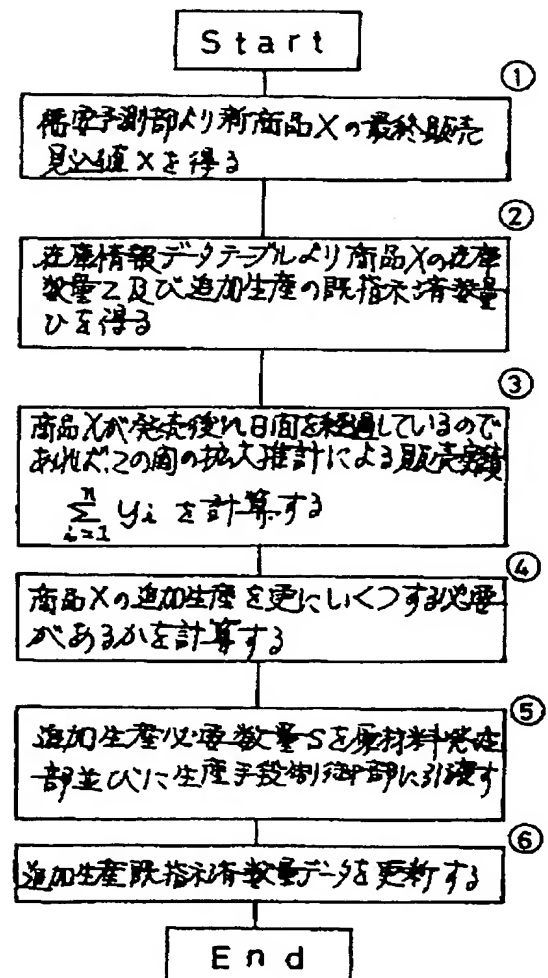 Start
①
需要予測部より新商品Xの最終販売
見込値Xを得る
②
在庫情報データテーブルより商品Xの在庫
数量Z及び追加生産の既指示済数量
ひを得る
③
商品Xが発売後n日間を経過しているので
あれば、この間の拡大推計による販売実績
∑ i=1 n yi を計算する
④
商品Xの追加生産を更にいくつする必要
があるかを計算する
⑤
追加生産必要数量Sを原材料発注
部並びに生産手段制御部に引渡す
⑥
追加生産既指示済数量データを更新する
End